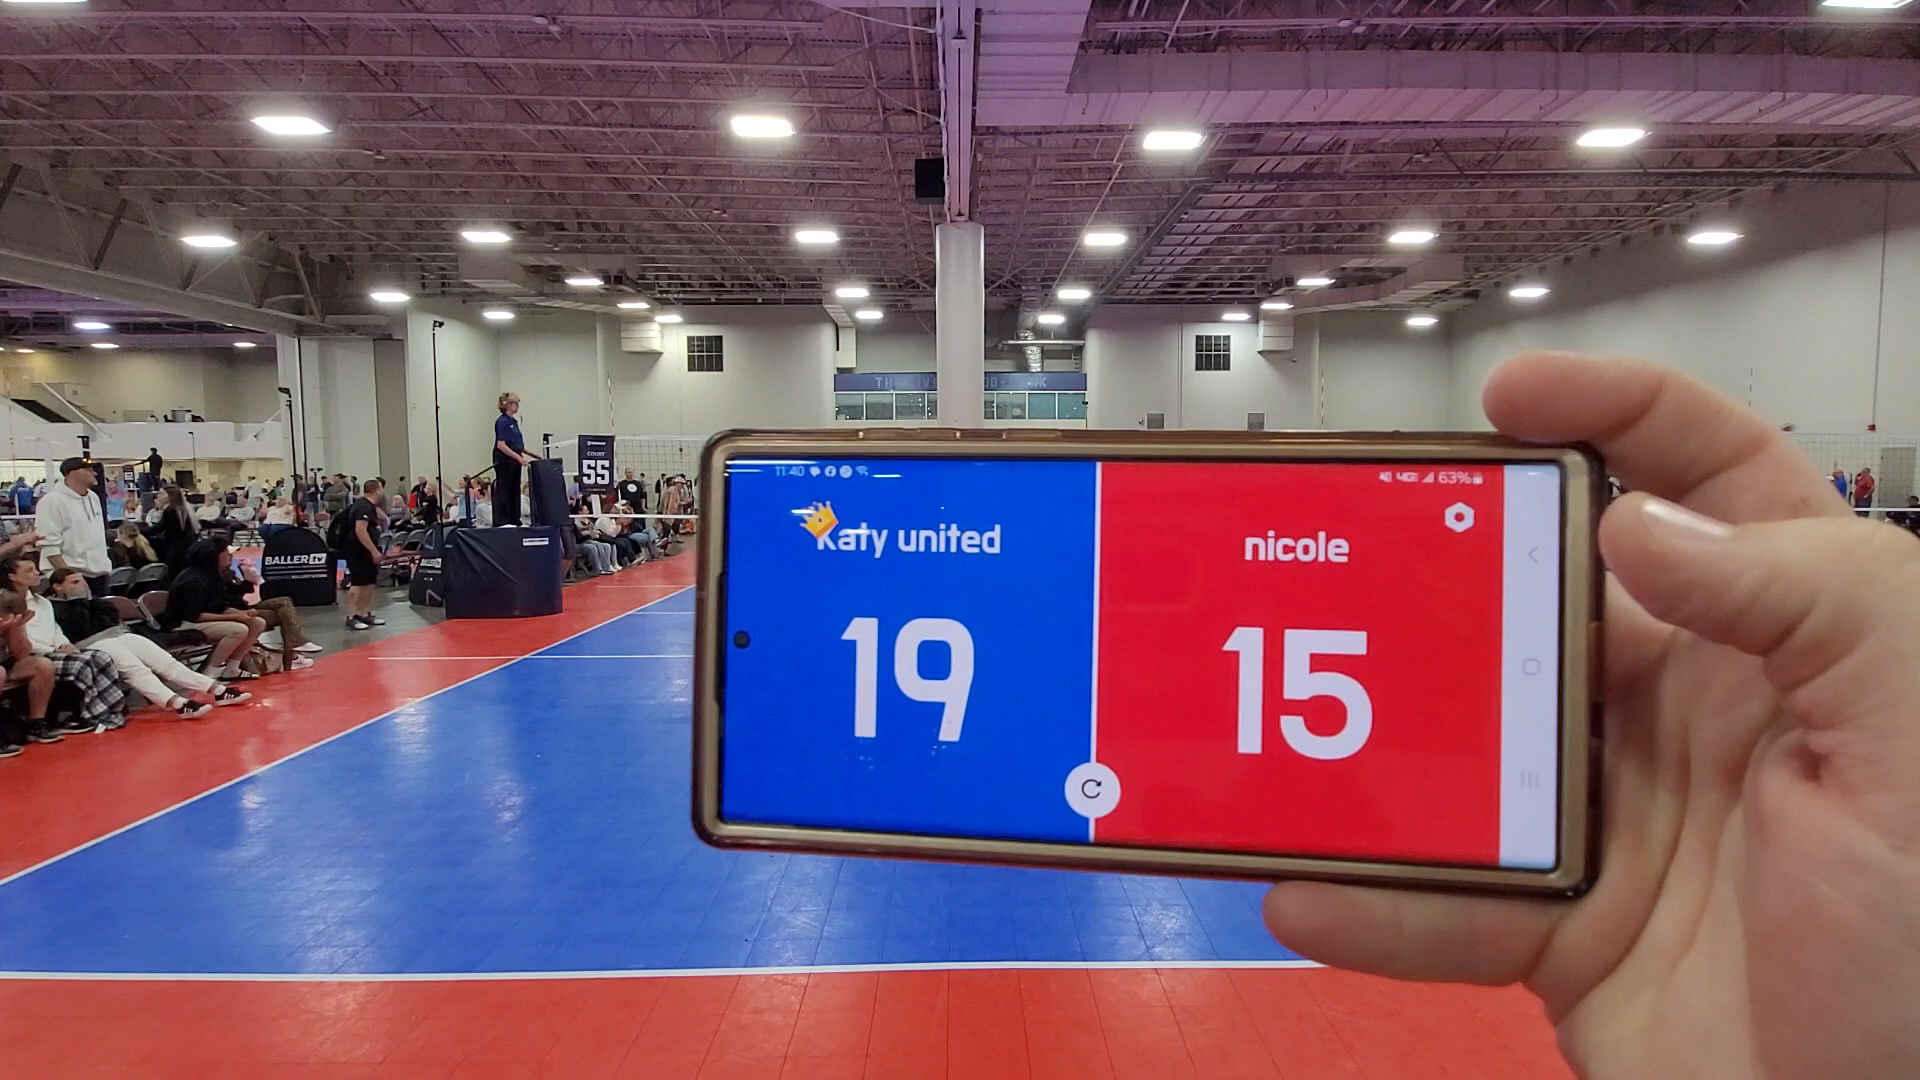 COURT
55
BALLER TV
11:40
63%
Katy united
nicole
19
15